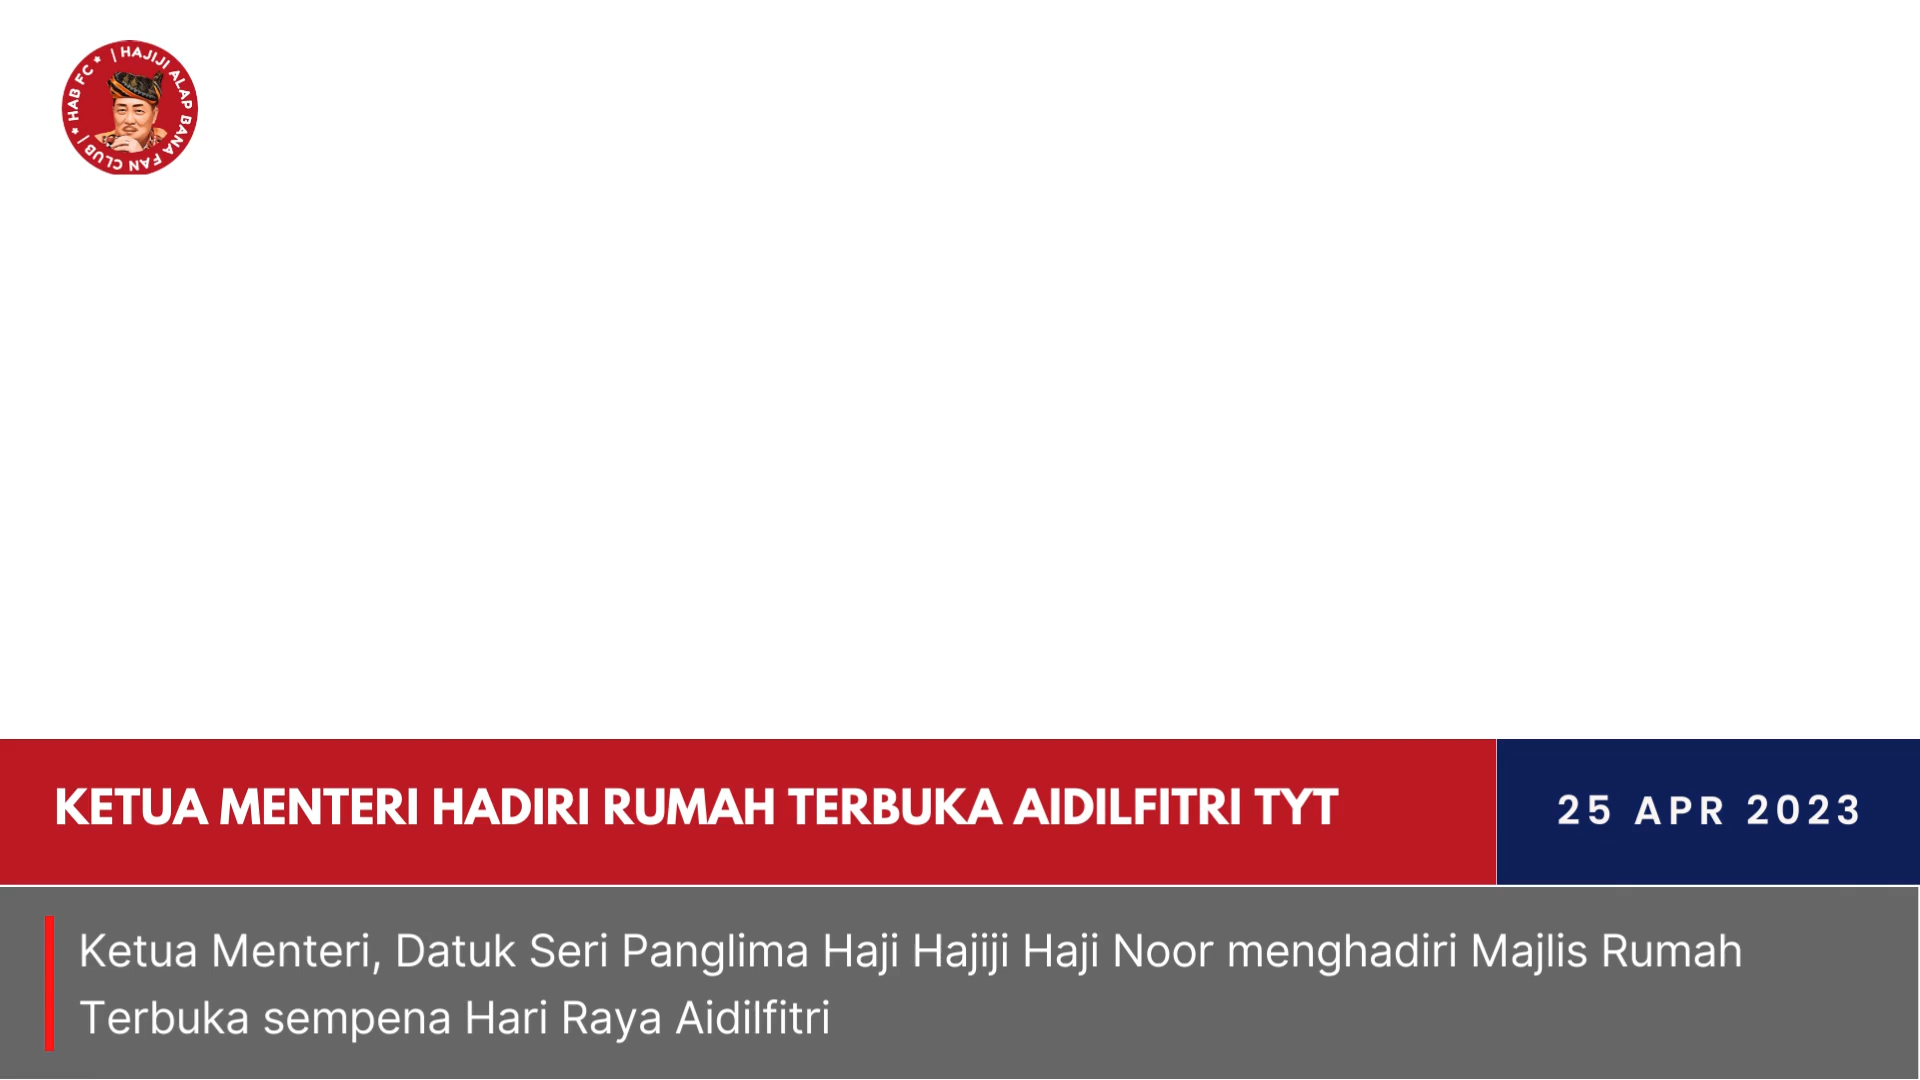 | HAJIJI ALAP BANA FAN CLUB | * HAB FC *
KETUA MENTERI HADIRI RUMAH TERBUKA AIDILFITRI TYT
25 APR 2023
Ketua Menteri, Datuk Seri Panglima Haji Hajiji Haji Noor menghadiri Majlis Rumah
Terbuka sempena Hari Raya Aidilfitri